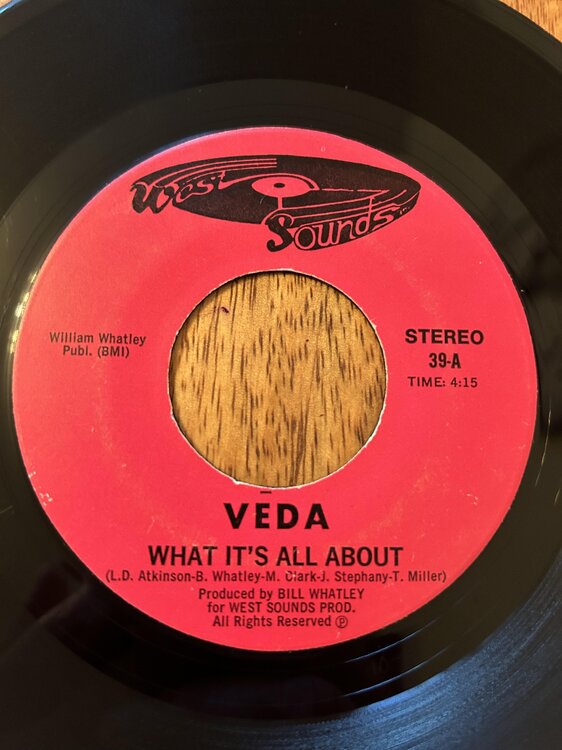 West
Sounds
William Whatley
Publ. (BMI)
STEREO
39-A
TIME: 4:15
VĒDA
WHAT IT'S ALL ABOUT
(L.D. Atkinson-B. Whatley-M. Clark-J. Stephany-T. Miller)
Produced by BILL WHATLEY
for WEST SOUNDS PROD.
All Rights Reserved Ⓟ